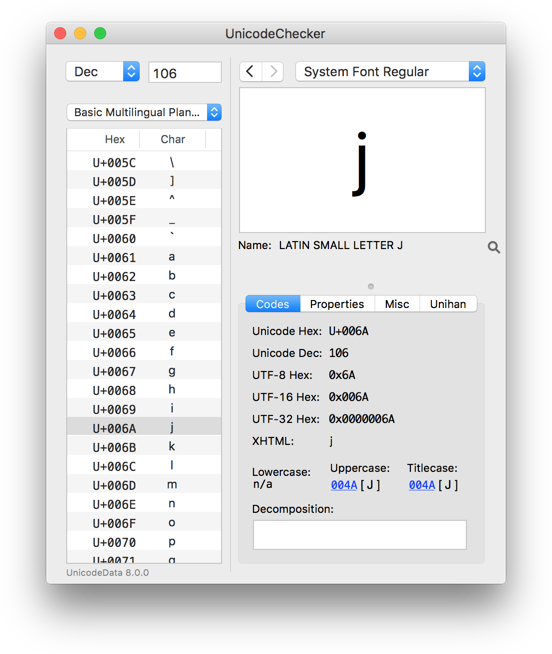 UnicodeChecker
Dec
106
Basic Multilingual Plan...
Hex Char
U+005C \
U+005D ]
U+005E ^
U+005F _
U+0060 `
U+0061 a
U+0062 b
U+0063 c
U+0064 d
U+0065 e
U+0066 f
U+0067 g
U+0068 h
U+0069 i
U+006A j
U+006B k
U+006C l
U+006D m
U+006E n
U+006F o
U+0070 p
U+0071 q
UnicodeData 8.0.0
System Font Regular
j
Name: LATIN SMALL LETTER J
Codes Properties Misc Unihan
Unicode Hex: U+006A
Unicode Dec: 106
UTF-8 Hex: 0x6A
UTF-16 Hex: 0x006A
UTF-32 Hex: 0x0000006A
XHTML: j
Lowercase: Uppercase: Titlecase:
n/a 004A [J] 004A [J]
Decomposition: